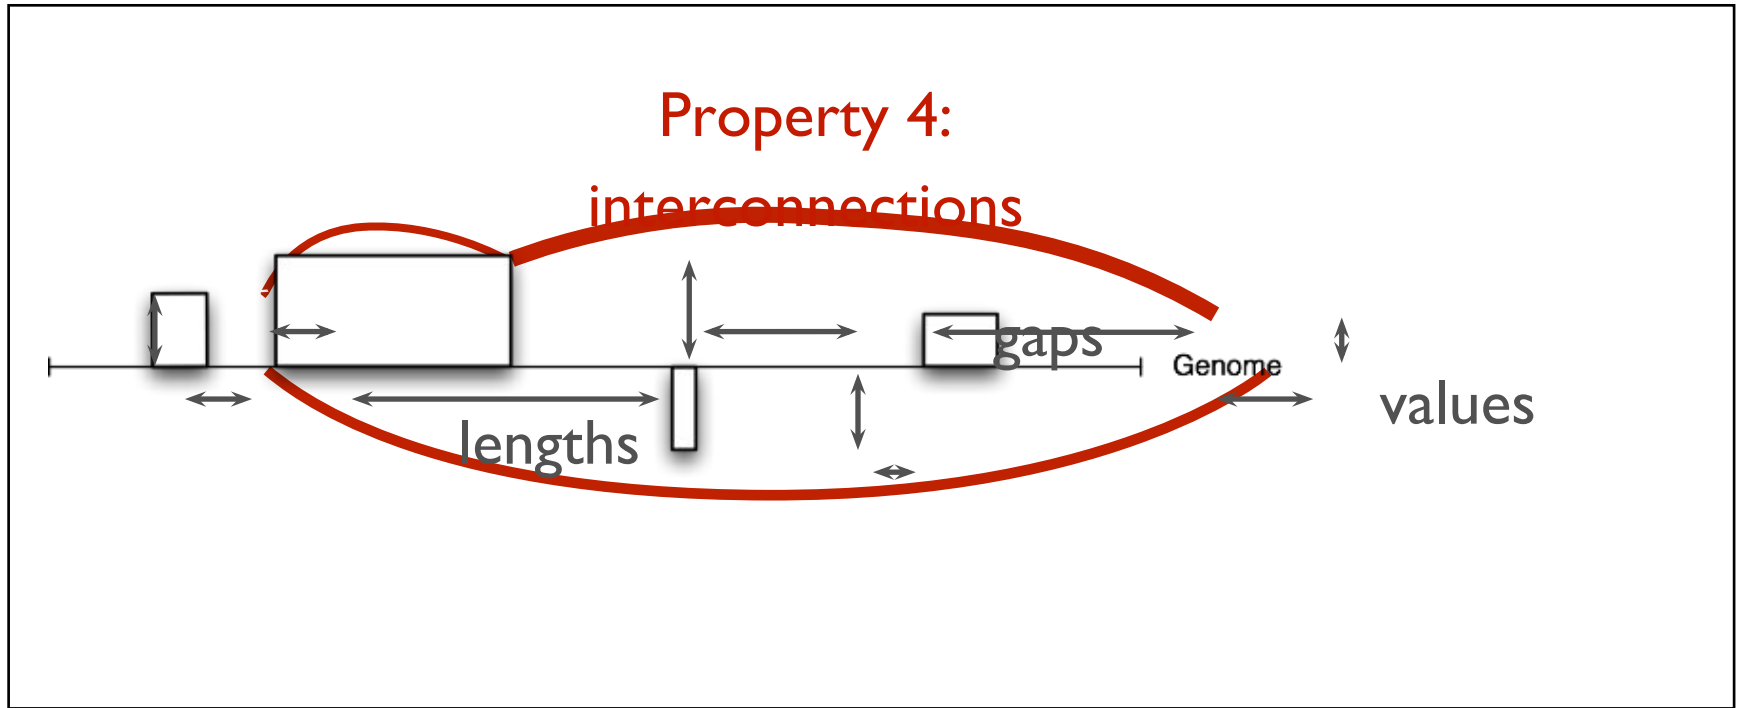 Property 4:
interconnections
gaps
Genome
values
lengths